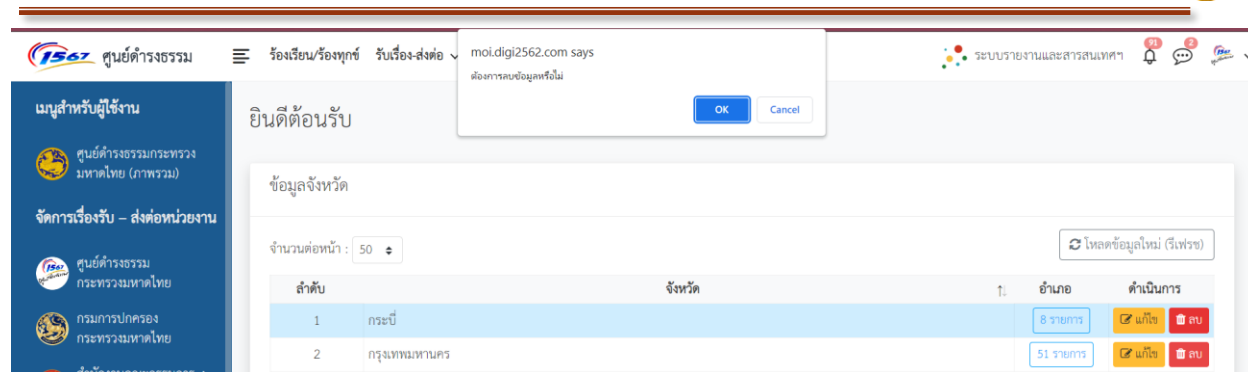 1567 ศูนย์ดำรงธรรม
ร้องเรียน/ร้องทุกข์ รับเรื่อง-ส่งต่อ
moi.digi2562.com says
ต้องการลบข้อมูลหรือไม่
OK Cancel
ระบบรายงานและสารสนเทศฯ 91 2
เมนูสำหรับผู้ใช้งาน
ศูนย์ดำรงธรรมกระทรวง
มหาดไทย (ภาพรวม)
จัดการเรื่องรับ – ส่งต่อหน่วยงาน
1567 ศูนย์ดำรงธรรม
กระทรวงมหาดไทย
กรมการปกครอง
กระทรวงมหาดไทย
ยินดีต้อนรับ
ข้อมูลจังหวัด
จำนวนต่อหน้า : 50 โหลดข้อมูลใหม่ (รีเฟรช)
ลำดับ จังหวัด อำเภอ ดำเนินการ
1 กระบี่ 8 รายการ แก้ไข ลบ
2 กรุงเทพมหานคร 51 รายการ แก้ไข ลบ